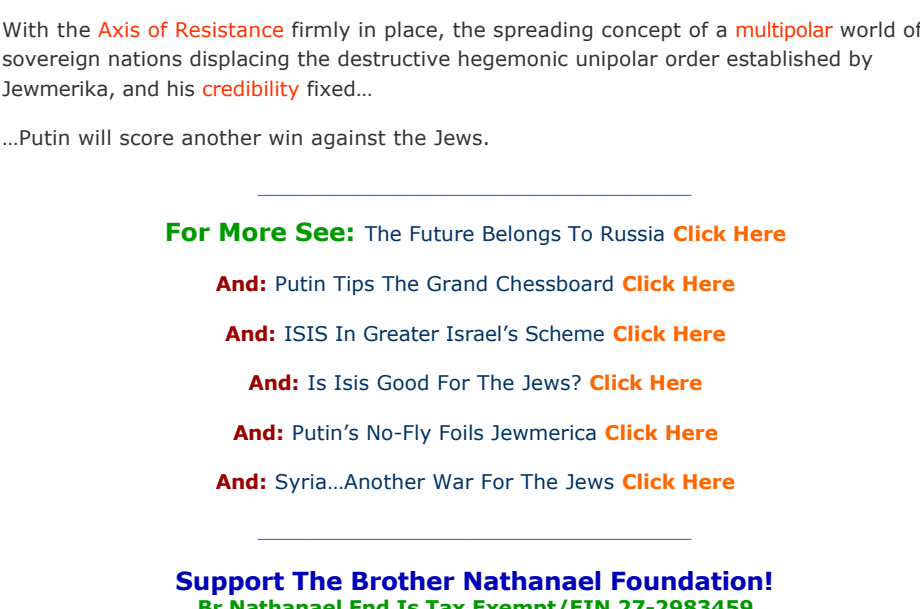 With the Axis of Resistance firmly in place, the spreading concept of a multipolar world of
sovereign nations displacing the destructive hegemonic unipolar order established by
Jewmerika, and his credibility fixed…
…Putin will score another win against the Jews.
For More See: The Future Belongs To Russia Click Here
And: Putin Tips The Grand Chessboard Click Here
And: ISIS In Greater Israel’s Scheme Click Here
And: Is Isis Good For The Jews? Click Here
And: Putin’s No-Fly Foils Jewmerica Click Here
And: Syria…Another War For The Jews Click Here
Support The Brother Nathanael Foundation!
Br Nathanael Fnd Is Tax Exempt/EIN 27-2983459